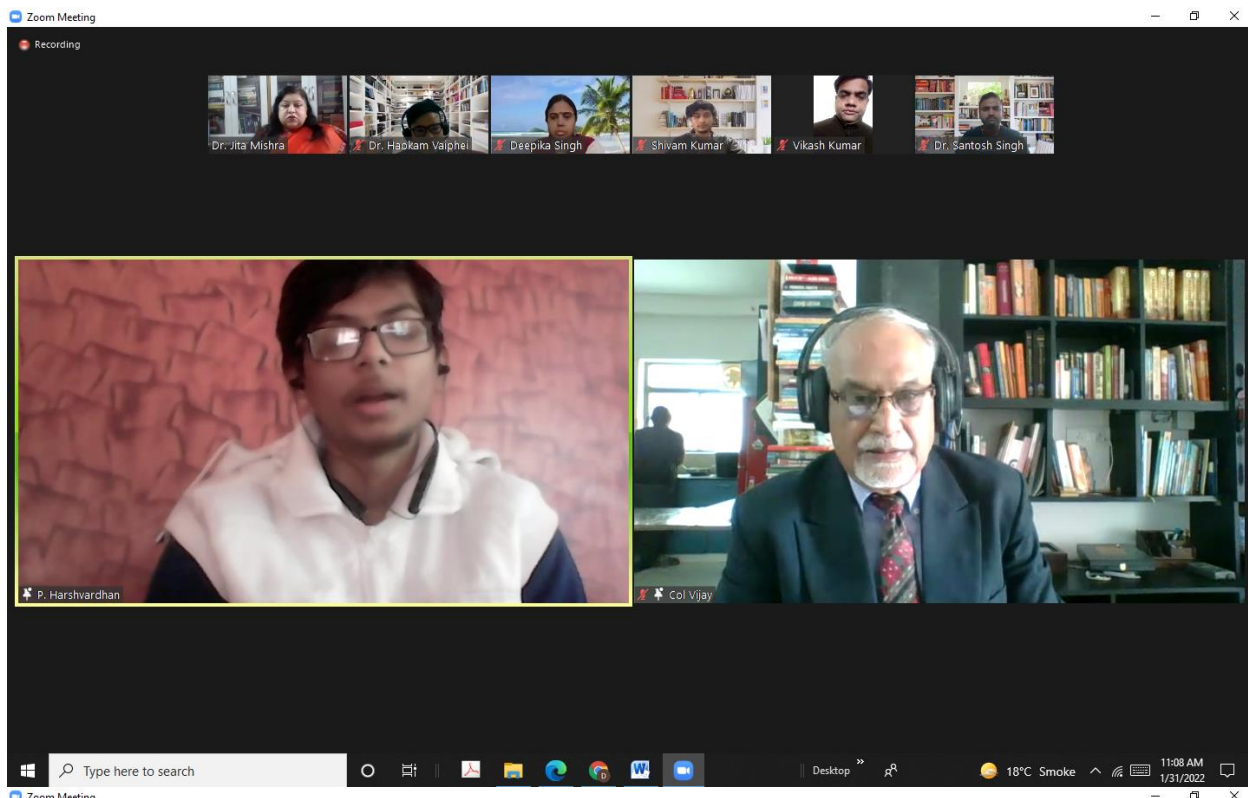 Zoom Meeting
Recording
Dr. Jita Mishra
Dr. Haokam Vaiphei
Deepika Singh
Shivam Kumar
Vikash Kumar
Dr. Santosh Singh
P. Harshvardhan
Col Vijay
Type here to search
Desktop
18°C Smoke
11:08 AM
1/31/2022
Zoom Meeting